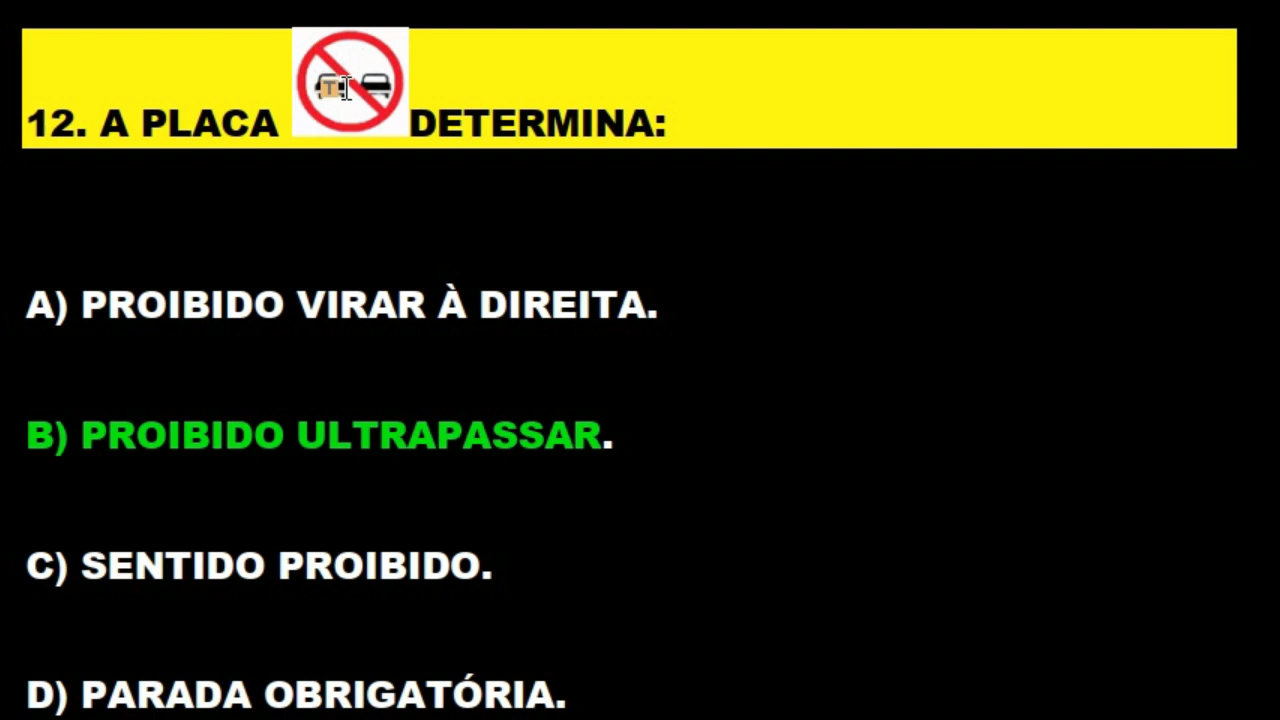 12. A PLACA DETERMINA:
A) PROIBIDO VIRAR À DIREITA.
B) PROIBIDO ULTRAPASSAR.
C) SENTIDO PROIBIDO.
D) PARADA OBRIGATÓRIA.